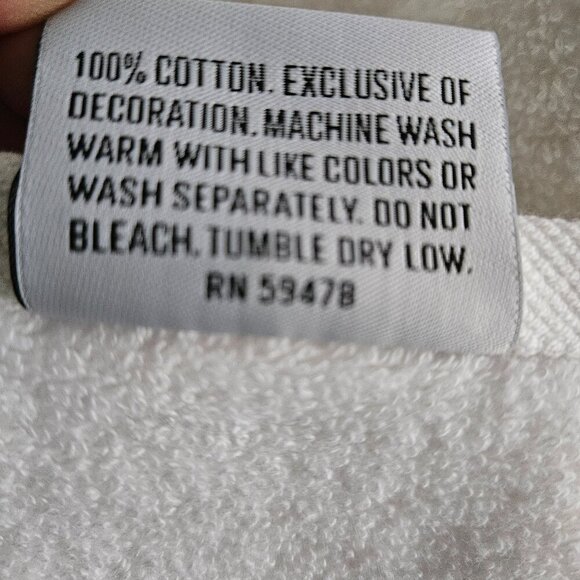 100% COTTON. EXCLUSIVE OF
DECORATION. MACHINE WASH
WARM WITH LIKE COLORS OR
WASH SEPARATELY. DO NOT
BLEACH. TUMBLE DRY LOW.
RN 59478